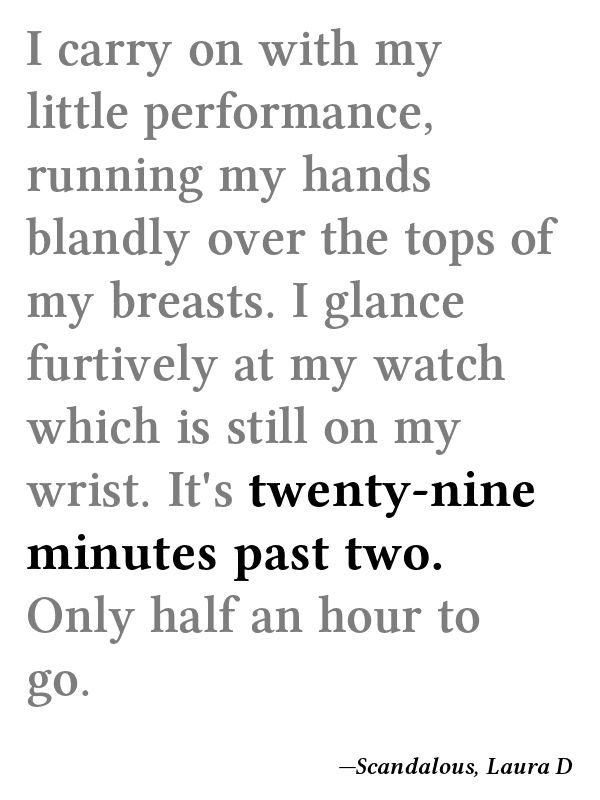 I carry on with my
little performance,
running my hands
blandly over the tops of
my breasts. I glance
furtively at my watch
which is still on my
wrist. It's twenty-nine
minutes past two.
Only half an hour to
go.
—Scandalous, Laura D